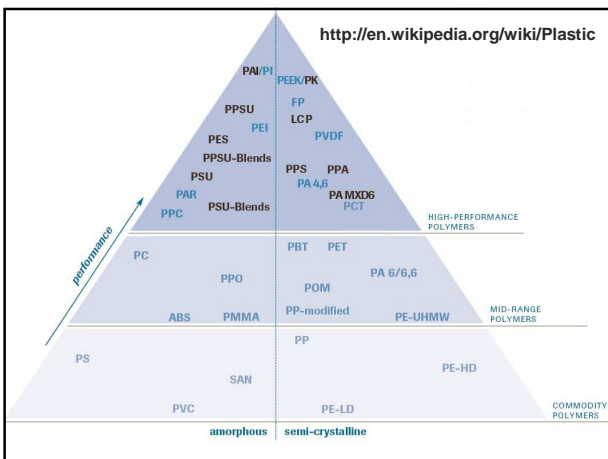 http://en.wikipedia.org/wiki/Plastic
PAI/PI PEEK/PK
FP
PPSU LCP
PEI PVDF
PES
PPSU-Blends
PPS PPA
PSU PA 4,6
PAR PA MXD6
PPC PSU-Blends PCT
HIGH-PERFORMANCE
POLYMERS
performance
PC PBT PET
PPO PA 6/6,6
POM
PP-modified
ABS PMMA PE-UHMW
MID-RANGE
POLYMERS
PP
PS
PE-HD
SAN
PVC PE-LD
COMMODITY
POLYMERS
amorphous semi-crystalline